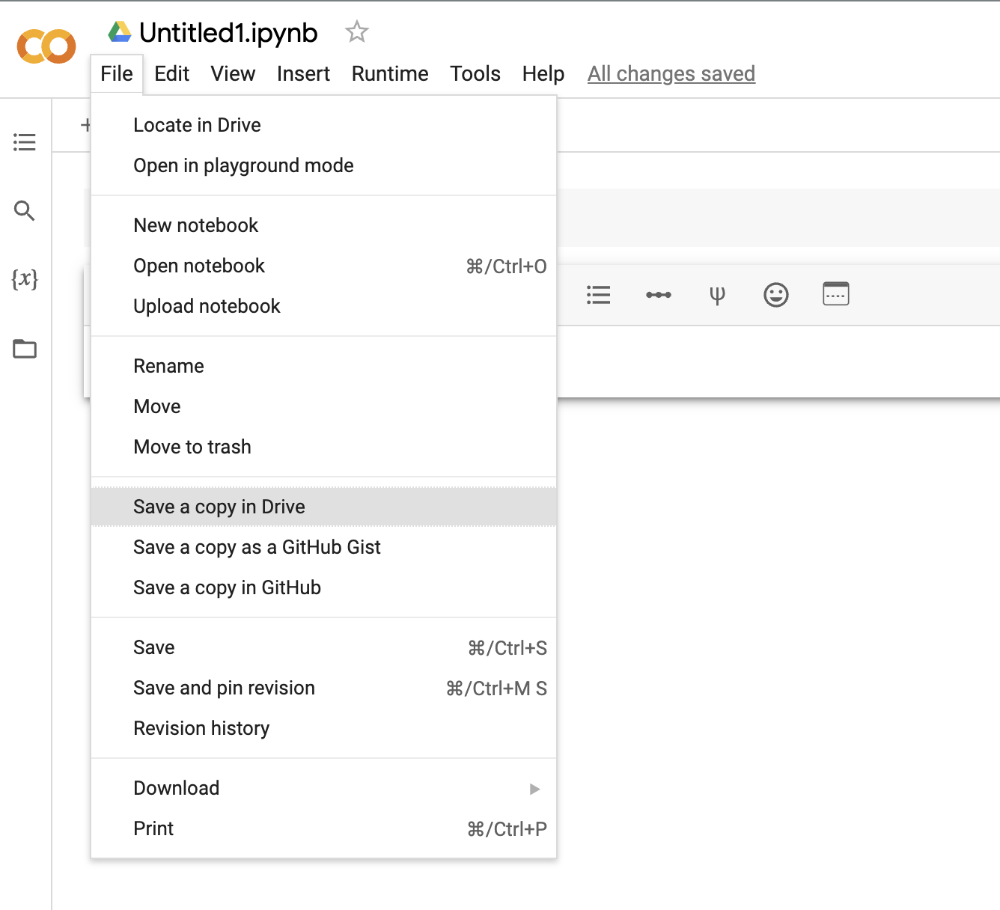 Untitled1.ipynb
File Edit View Insert Runtime Tools Help All changes saved
+
Locate in Drive
Open in playground mode
New notebook
Open notebook ⌘/Ctrl+O
Upload notebook
{x}
Rename
Move
Move to trash
Save a copy in Drive
Save a copy as a GitHub Gist
Save a copy in GitHub
Save ⌘/Ctrl+S
Save and pin revision ⌘/Ctrl+M S
Revision history
Download
Print ⌘/Ctrl+P